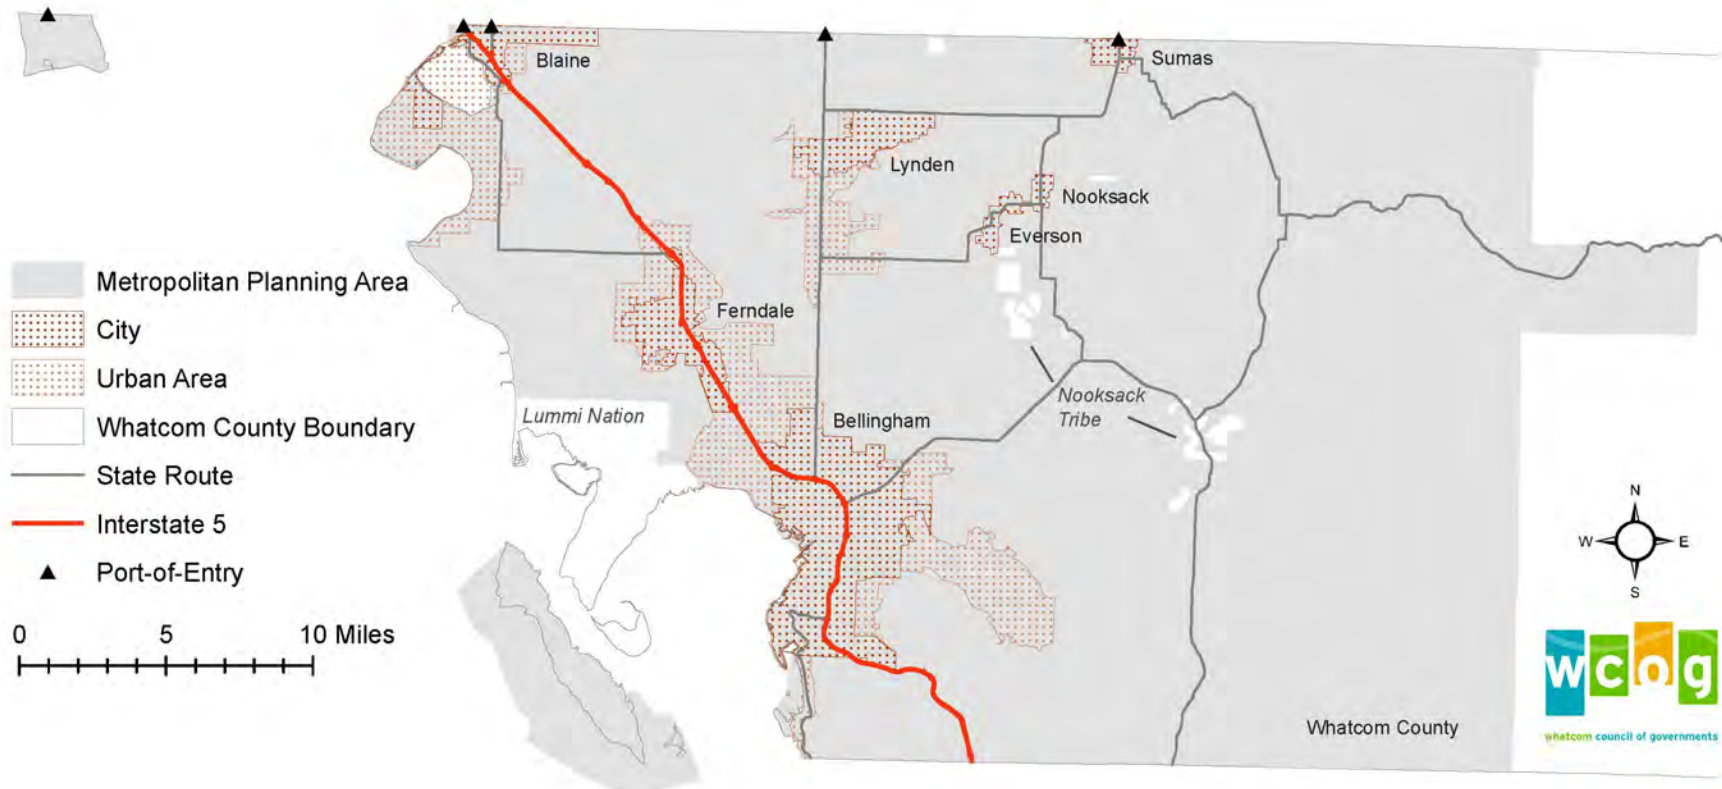 Blaine
Sumas
Lynden
Nooksack
Everson
Metropolitan Planning Area
City
Urban Area
Whatcom County Boundary
State Route
Interstate 5
Port-of-Entry
0 5 10 Miles
Ferndale
Lummi Nation
Bellingham
Nooksack
Tribe
N
W E
S
wcog
whatcom council of governments
Whatcom County